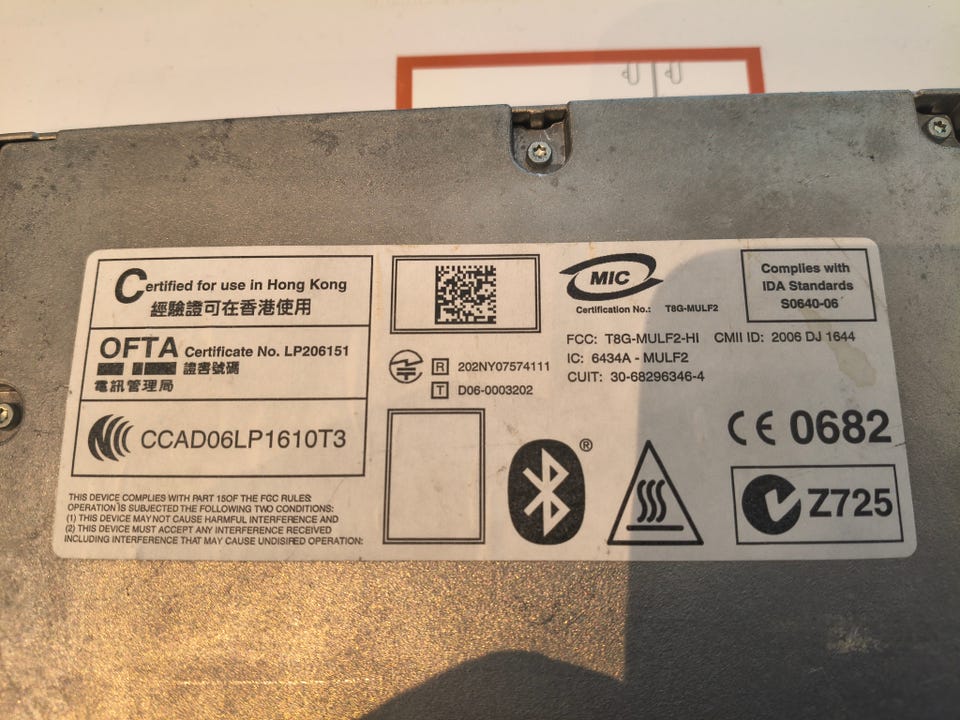 Certified for use in Hong Kong
經驗證可在香港使用
OFTA Certificate No. LP206151
證書號碼
電訊管理局
CCAD06LP1610T3
THIS DEVICE COMPLIES WITH PART 15OF THE FGC RULES:
OPERATION IS SUBJECTED THE FOLLOWING TWO CONDITIONS:
(1) THIS DEVICE MAY NOT CAUSE HARMFUL INTERFERENCE AND
(2) THIS DEVICE MUST ACCEPT ANY INTERFERENCE RECEIVED
INCLUDING INTERFERENCE THAT MAY CAUSE UNDISIRED OPERATION:
R 202NY07574111
T D06-0003202
MIC
Certification No.: T8G-MULF2
Complies with
IDA Standards
S0640-06
FCC: T8G-MULF2-HI CMII ID: 2006 DJ 1644
IC: 6434A - MULF2
CUIT: 30-68296346-4
CE 0682
®
Z725